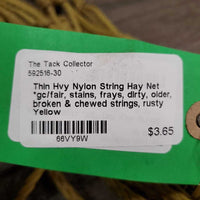 The Tack Collector
592516-30
Thin Hvy Nylon String Hay Net
*gc/fair, stains, frays, dirty, older,
broken & chewed strings, rusty
Yellow
$3.65
66VY9W